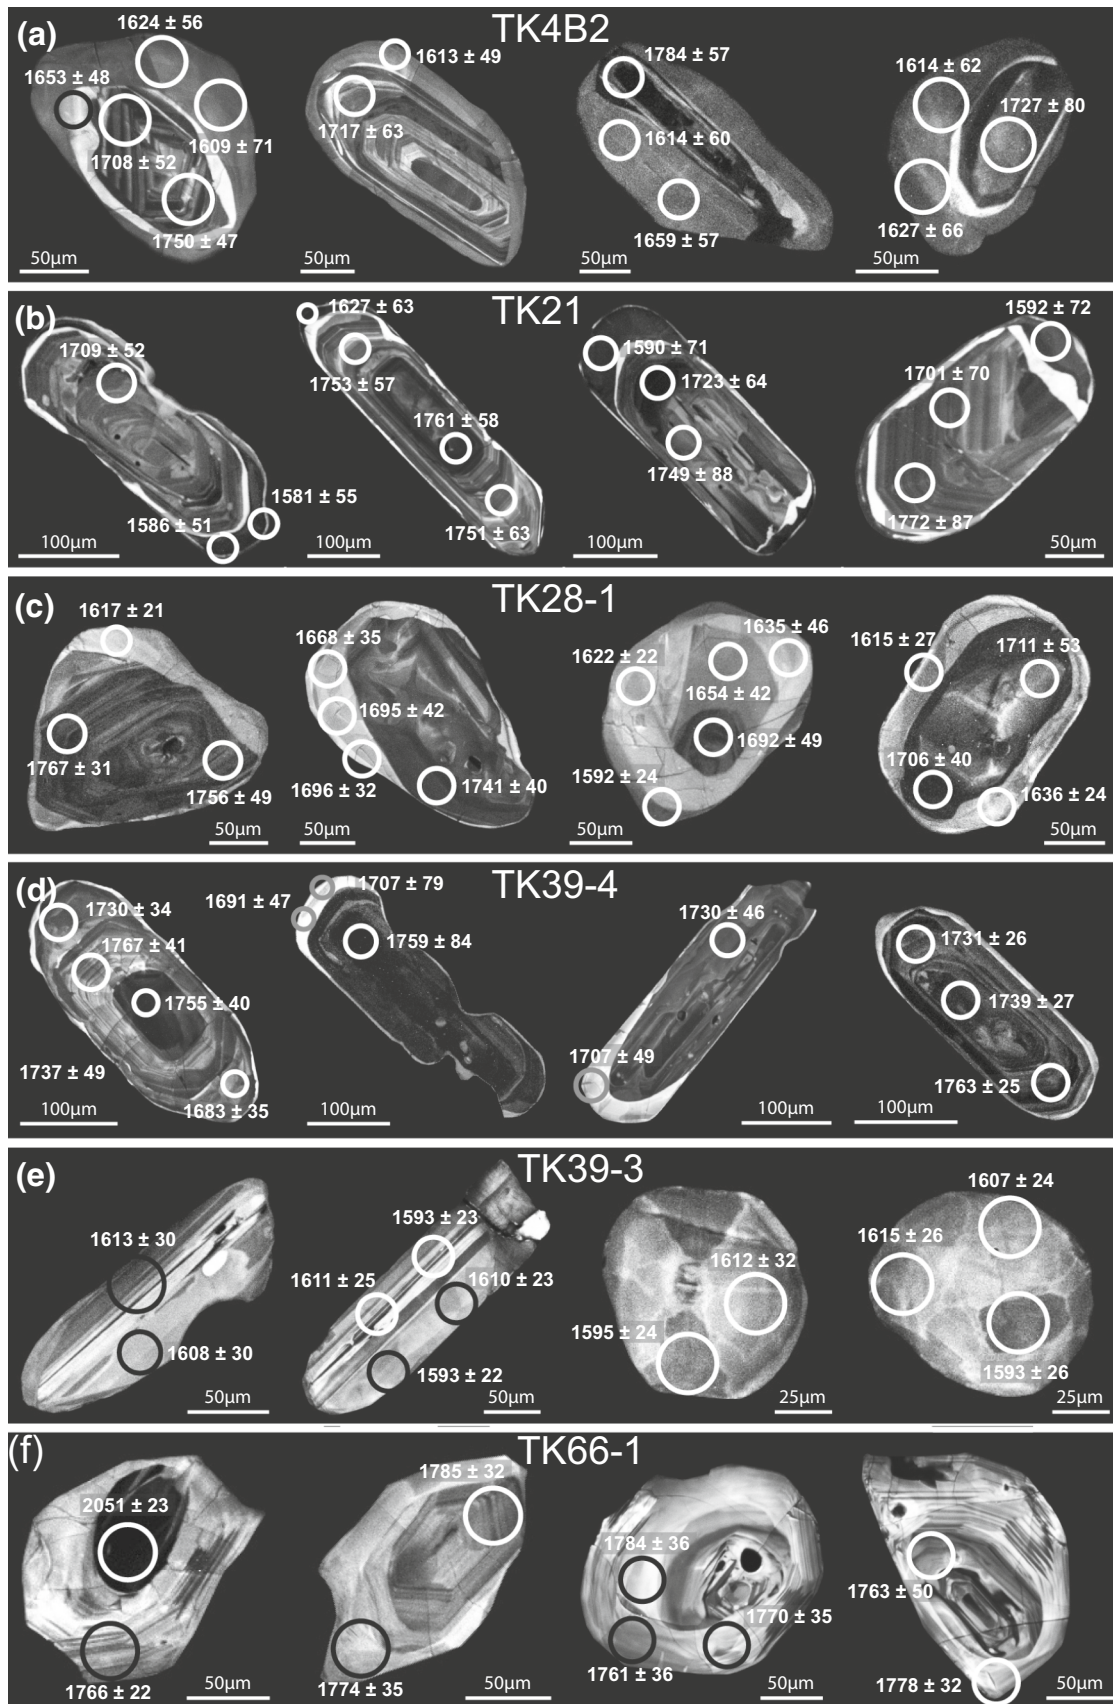 (a) TK4B2
1624 ± 56
1653 ± 48
1708 ± 52
1609 ± 71
1750 ± 47
50µm
1613 ± 49
1717 ± 63
50µm
1784 ± 57
1614 ± 60
1659 ± 57
50µm
1614 ± 62
1727 ± 80
1627 ± 66
50µm
(b) TK21
1709 ± 52
1581 ± 55
1586 ± 51
100µm
1627 ± 63
1753 ± 57
1761 ± 58
1751 ± 63
100µm
1590 ± 71
1723 ± 64
1749 ± 88
100µm
1592 ± 72
1701 ± 70
1772 ± 87
50µm
(c) TK28-1
1617 ± 21
1767 ± 31
1756 ± 49
50µm
1668 ± 35
1695 ± 42
1696 ± 32
1741 ± 40
50µm
1635 ± 46
1622 ± 22
1654 ± 42
1692 ± 49
1592 ± 24
50µm
1615 ± 27
1711 ± 53
1706 ± 40
1636 ± 24
50µm
(d) TK39-4
1730 ± 34
1767 ± 41
1755 ± 40
1737 ± 49
1683 ± 35
100µm
1707 ± 79
1691 ± 47
1759 ± 84
100µm
1730 ± 46
1707 ± 49
100µm
1731 ± 26
1739 ± 27
1763 ± 25
100µm
(e) TK39-3
1613 ± 30
1608 ± 30
50µm
1593 ± 23
1611 ± 25
1610 ± 23
1593 ± 22
50µm
1612 ± 32
1595 ± 24
25µm
1607 ± 24
1615 ± 26
1593 ± 26
25µm
(f) TK66-1
2051 ± 23
1766 ± 22
50µm
1785 ± 32
1774 ± 35
50µm
1784 ± 36
1770 ± 35
1761 ± 36
50µm
1763 ± 50
1778 ± 32
50µm